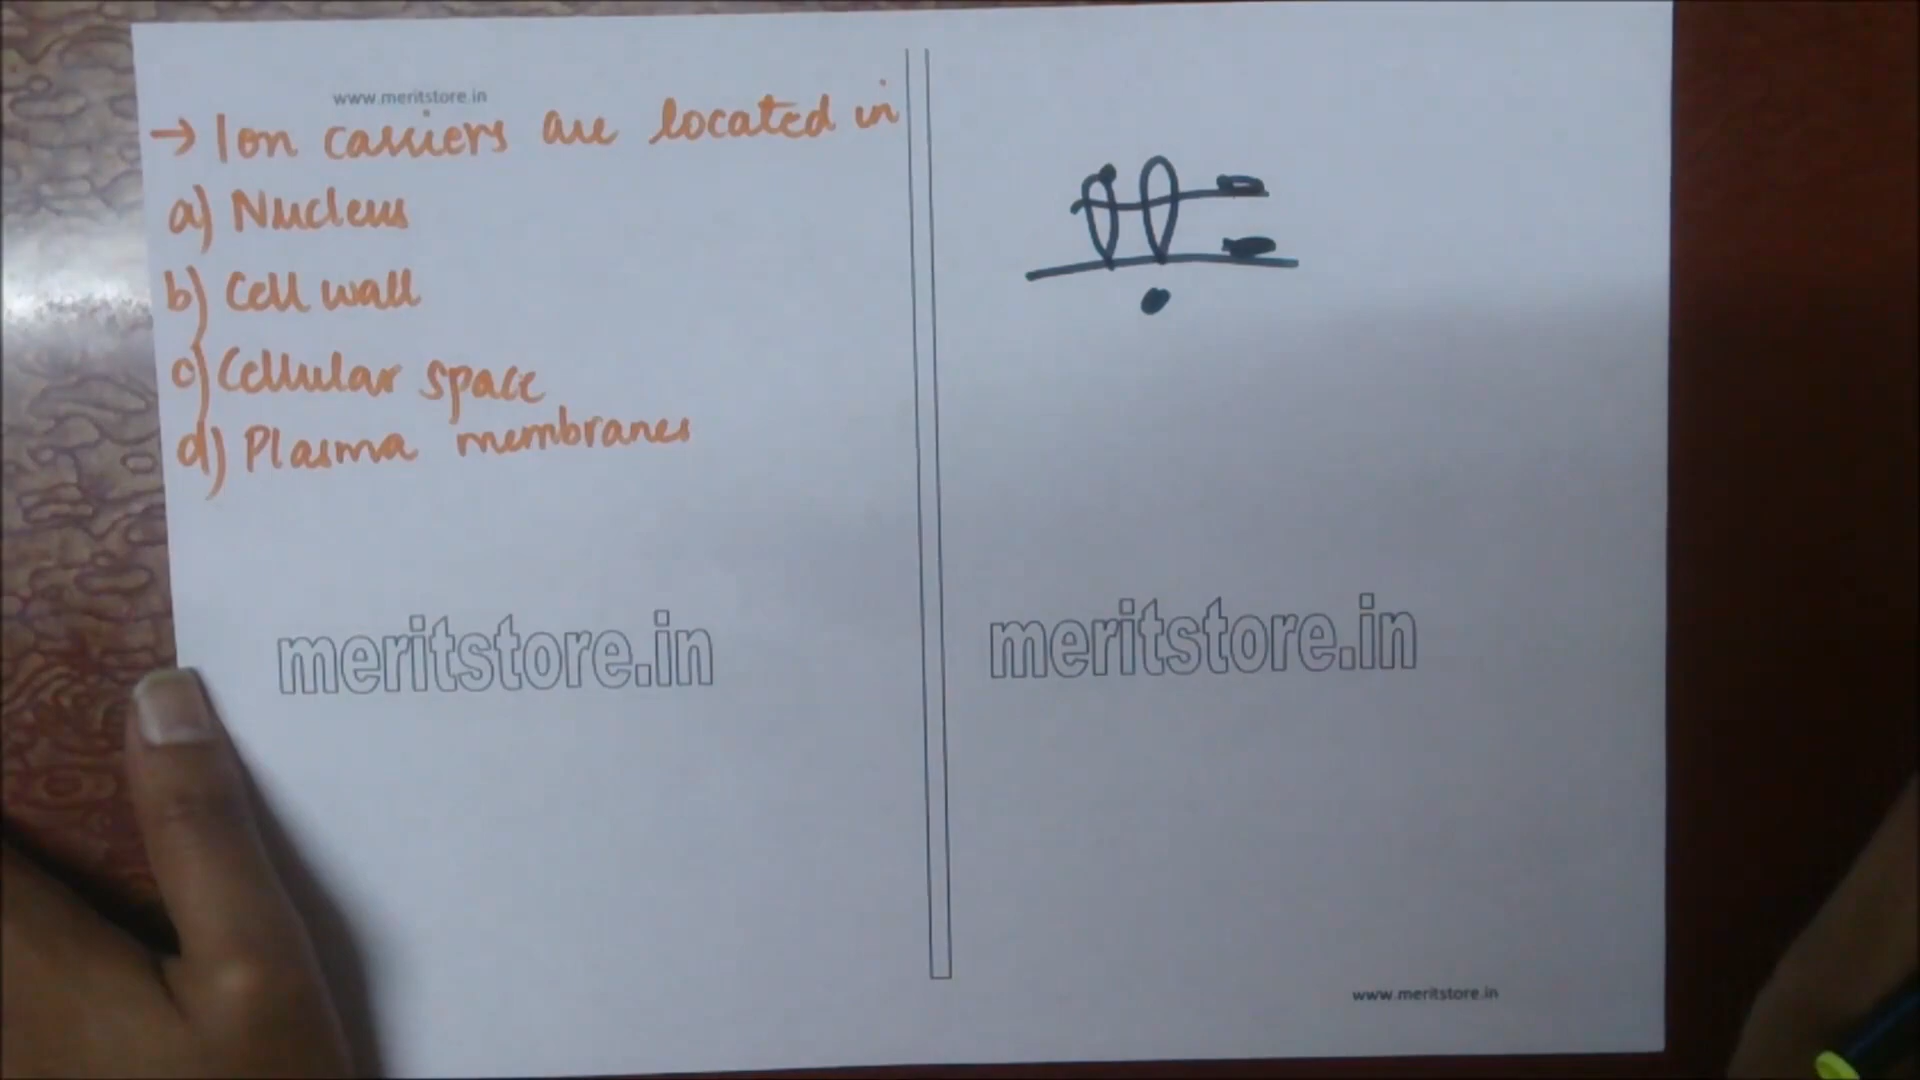 www.meritstore.in
→ Ion carriers are located in
a) Nucleus
b) Cell wall
c) Cellular space
d) Plasma membranes
meritstore.in
meritstore.in
www.meritstore.in